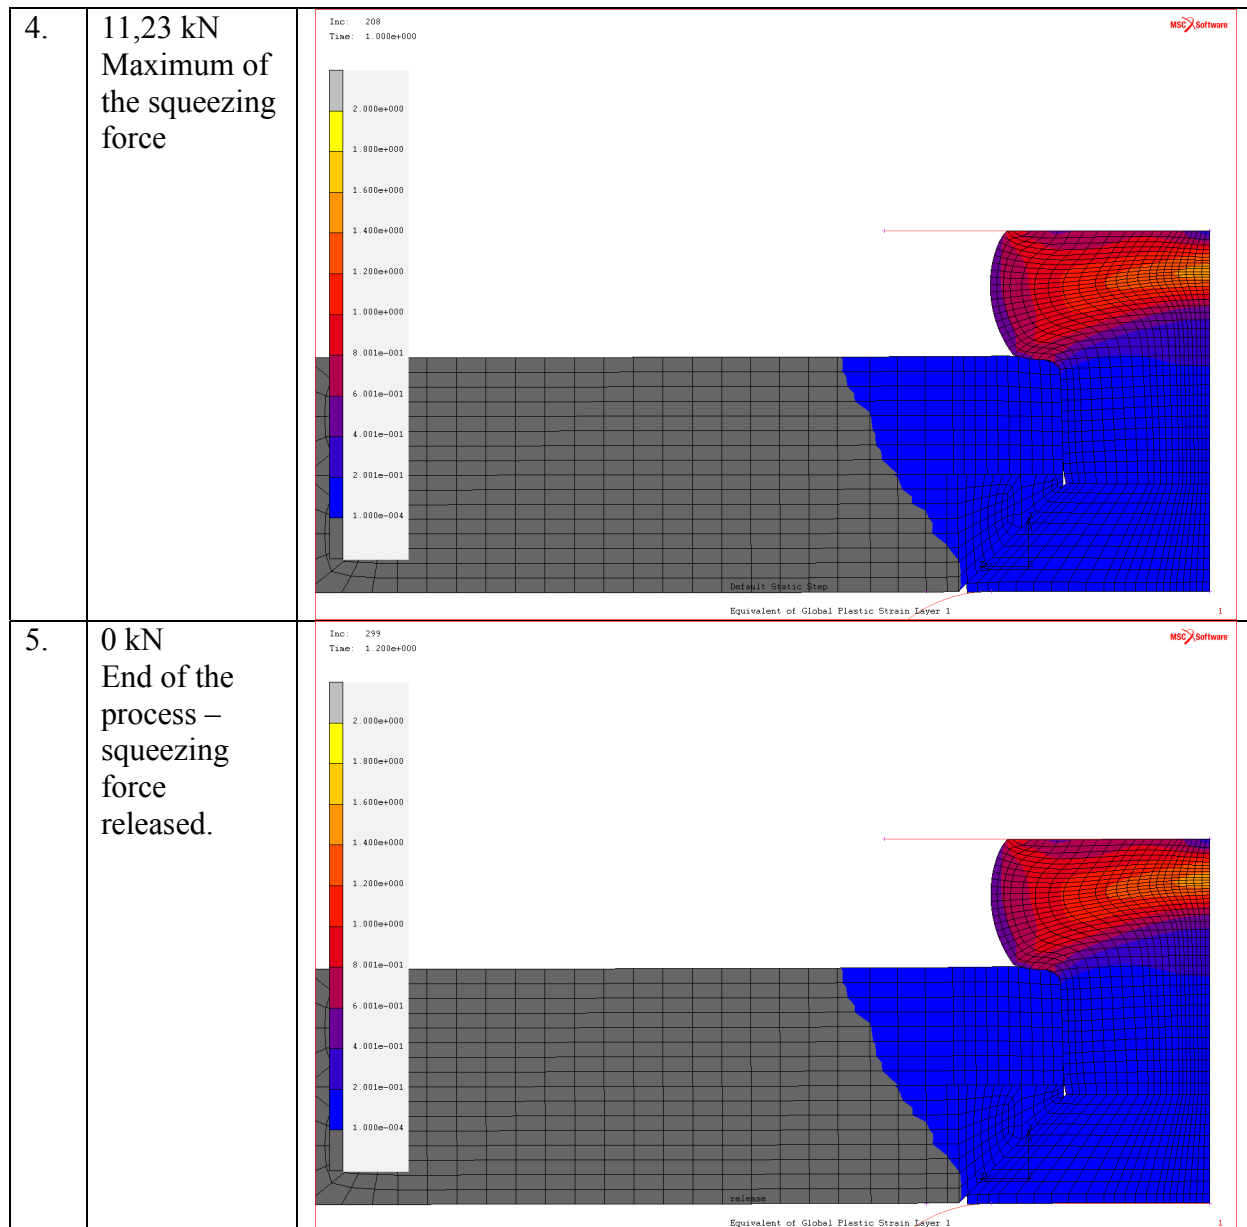 4.
11,23 kN
Maximum of
the squeezing
force
Inc: 208
Time: 1.000e+000
MSC Software
2.000e+000
1.800e+000
1.600e+000
1.400e+000
1.200e+000
1.000e+000
8.001e-001
6.001e-001
4.001e-001
2.001e-001
1.000e-004
Default Static Step
Equivalent of Global Plastic Strain Layer 1
1
5.
0 kN
End of the
process –
squeezing
force
released.
Inc: 299
Time: 1.200e+000
MSC Software
2.000e+000
1.800e+000
1.600e+000
1.400e+000
1.200e+000
1.000e+000
8.001e-001
6.001e-001
4.001e-001
2.001e-001
1.000e-004
release
Equivalent of Global Plastic Strain Layer 1
1